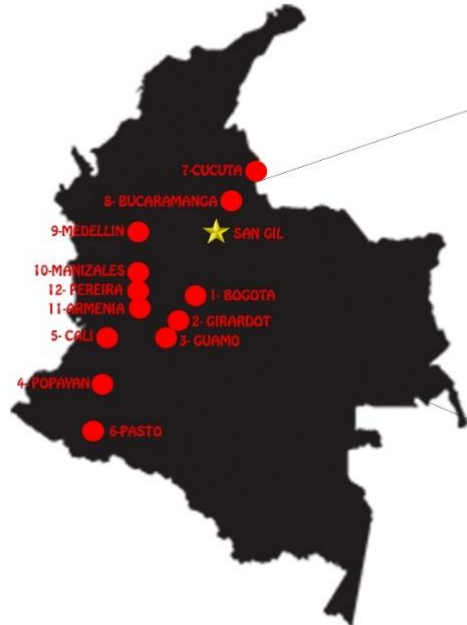 7-CUCUTA
8- BUCARAMANGA
9-MEDELLIN
SAN GIL
10-MANIZALES
12- PEREIRA
1- BOGOTA
11-ARMENIA
2- GIRARDOT
5- CALI
3- GUAMO
4- POPAYAN
6-PASTO